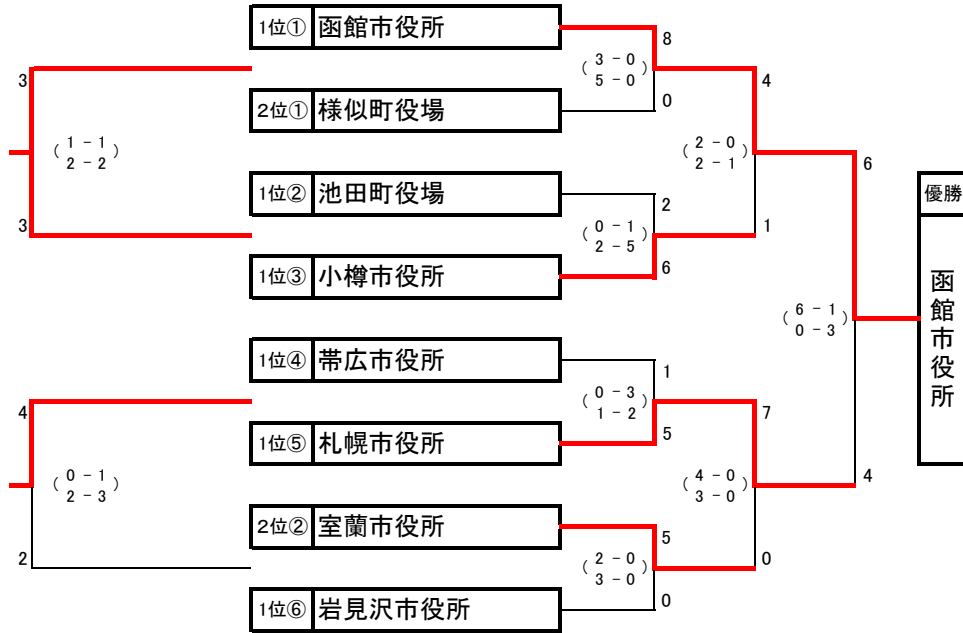 1位① 函館市役所
8
3 ( 3 - 0 ) 4
5 - 0
2位① 様似町役場 0
( 1 - 1 )
2 - 2
( 2 - 0 ) 6
2 - 1
1位② 池田町役場
2
優勝
3 ( 0 - 1 ) 1
2 - 5
1位③ 小樽市役所 6
函館市役所
( 6 - 1 )
0 - 3
1位④ 帯広市役所
1
4 ( 0 - 3 ) 7
1 - 2
1位⑤ 札幌市役所 5
( 0 - 1 )
2 - 3
( 4 - 0 ) 4
3 - 0
2位② 室蘭市役所
5
2 ( 2 - 0 ) 0
3 - 0
1位⑥ 岩見沢市役所 0